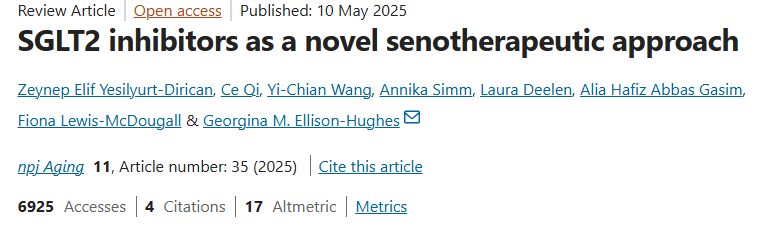 Review Article | Open access | Published: 10 May 2025
SGLT2 inhibitors as a novel senotherapeutic approach
Zeynep Elif Yesilyurt-Dirican, Ce Qi, Yi-Chian Wang, Annika Simm, Laura Deelen, Alia Hafiz Abbas Gasim,
Fiona Lewis-McDougall & Georgina M. Ellison-Hughes
npj Aging 11, Article number: 35 (2025) | Cite this article
6925 Accesses | 4 Citations | 17 Altmetric | Metrics